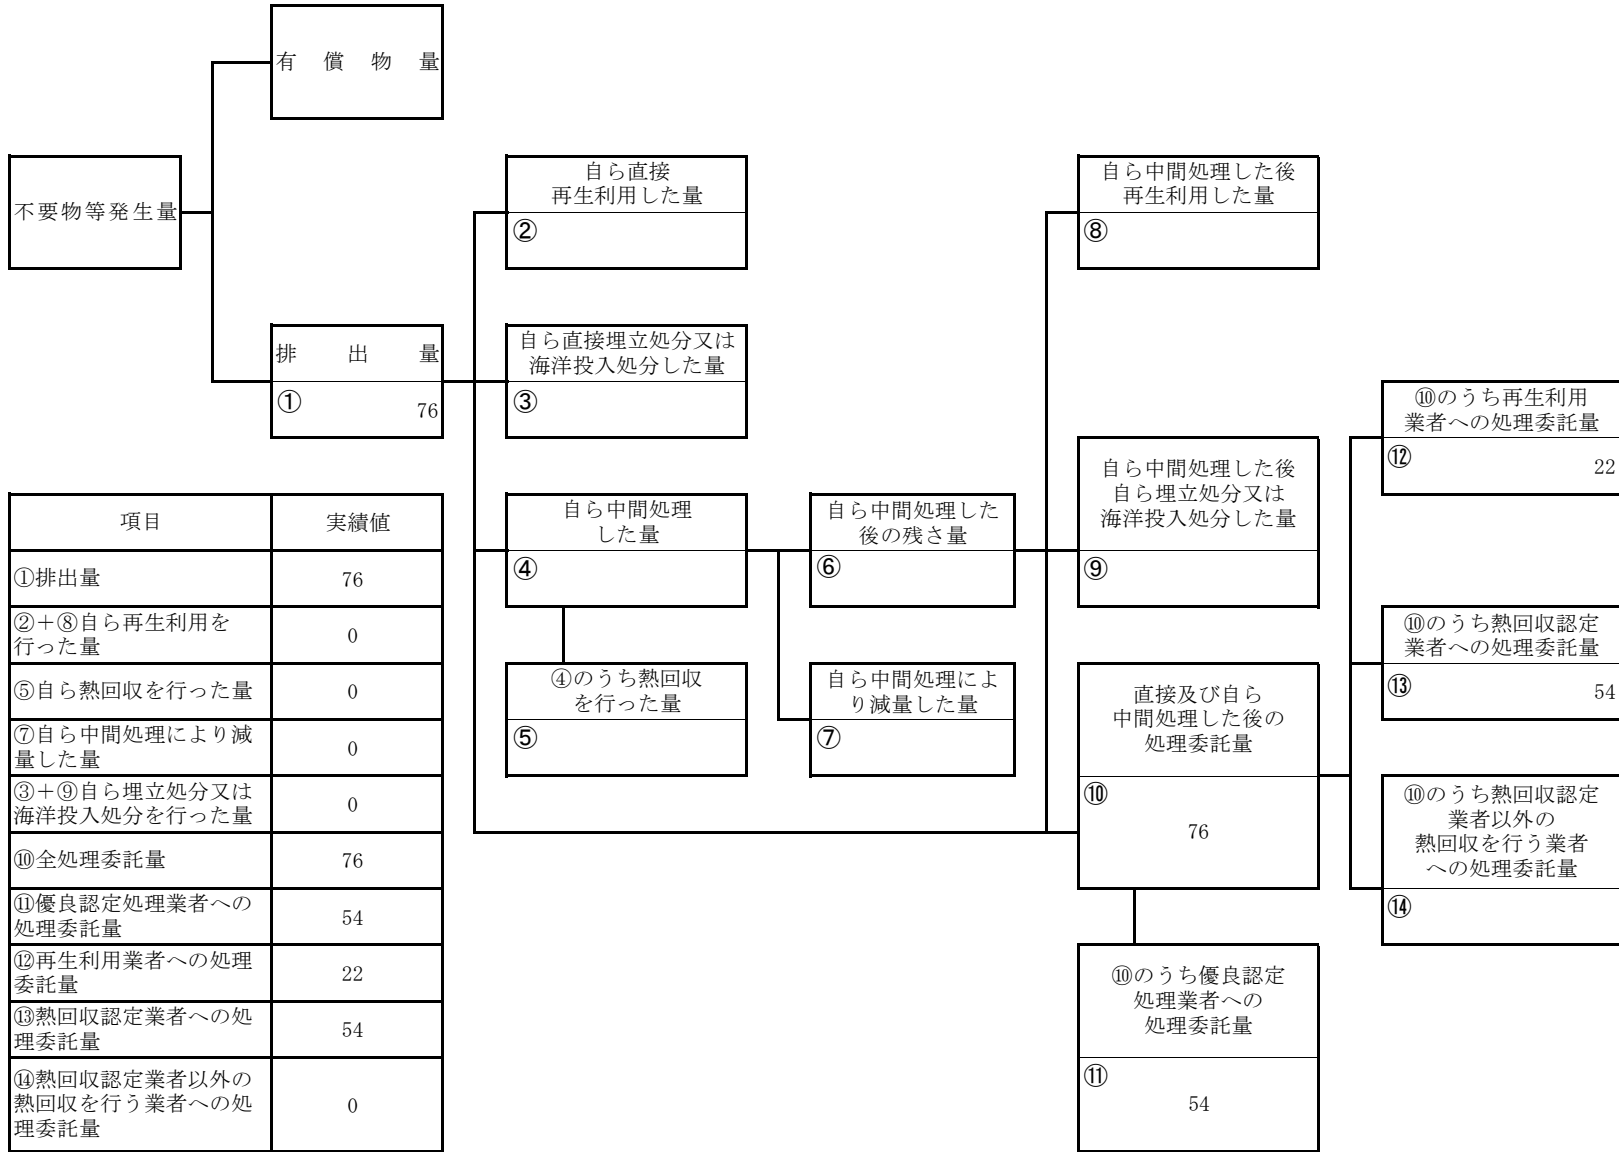 有償物量
不要物等発生量
自ら直接
再生利用した量
②
自ら中間処理した後
再生利用した量
⑧
排出量
①
76
自ら直接埋立処分又は
海洋投入処分した量
③
⑩のうち再生利用
業者への処理委託量
⑫
22
自ら中間処理した後
自ら埋立処分又は
海洋投入処分した量
⑨
自ら中間処理
した量
④
自ら中間処理した
後の残さ量
⑥
⑩のうち熱回収認定
業者への処理委託量
⑬
54
④のうち熱回収
を行った量
⑤
自ら中間処理によ
り減量した量
⑦
直接及び自ら
中間処理した後の
処理委託量
⑩
76
⑩のうち熱回収認定
業者以外の
熱回収を行う業者
への処理委託量
⑭
⑩のうち優良認定
処理業者への
処理委託量
⑪
54
項目 実績値
①排出量 76
②＋⑧自ら再生利用を
行った量 0
⑤自ら熱回収を行った量 0
⑦自ら中間処理により減
量した量 0
③＋⑨自ら埋立処分又は
海洋投入処分を行った量 0
⑩全処理委託量 76
⑪優良認定処理業者への
処理委託量 54
⑫再生利用業者への処理
委託量 22
⑬熱回収認定業者への処
理委託量 54
⑭熱回収認定業者以外の
熱回収を行う業者への処
理委託量 0